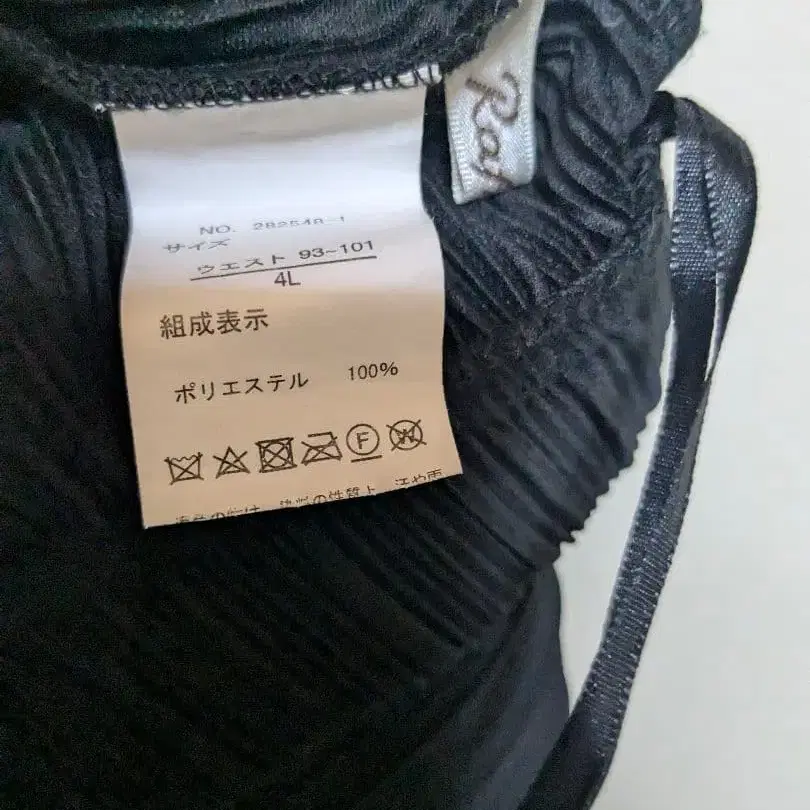 NO. 282548-1
サイズ
ウエスト 93~101
4L
組成表示
ポリエステル 100%
F W